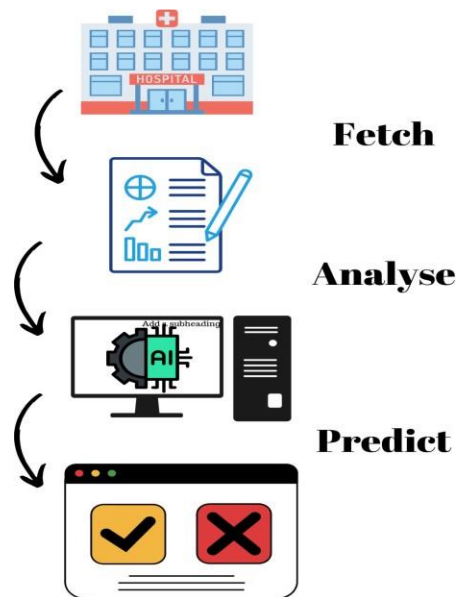 HOSPITAL
Fetch
Analyse
Add a subheading
AI
Predict